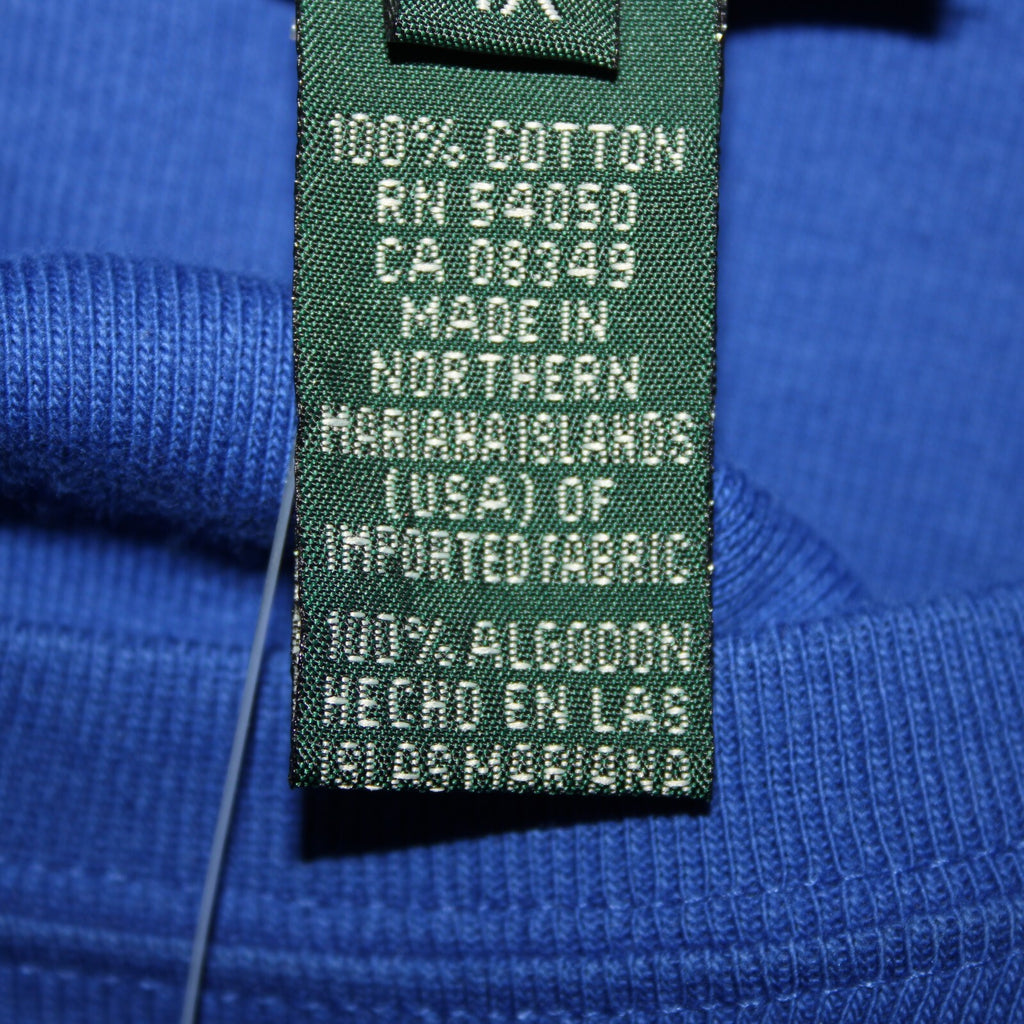 1X
100% COTTON
RN 54050
CA 08349
MADE IN
NORTHERN
MARIANA ISLANDS
(USA) OF
IMPORTED FABRIC
100% ALGODON
HECHO EN LAS
ISLAS MARIANA